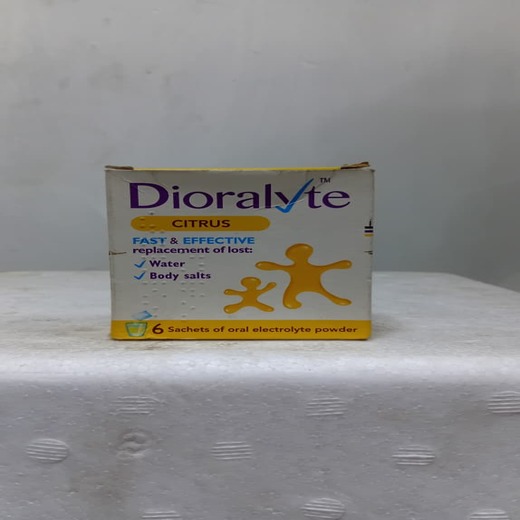 Dioralyte™
CITRUS
FAST & EFFECTIVE
replacement of lost:
Water
Body salts
6 Sachets of oral electrolyte powder